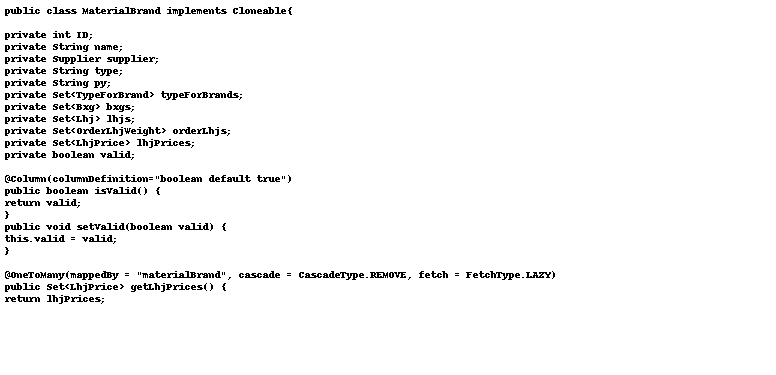 public class MaterialBrand implements Cloneable{
private int ID;
private String name;
private Supplier supplier;
private String type;
private String py;
private Set<TypeForBrand> typeForBrands;
private Set<Bxg> bxgs;
private Set<Lhj> lhjs;
private Set<OrderLhjWeight> orderLhjs;
private Set<LhjPrice> lhjPrices;
private boolean valid;
@Column(columnDefinition="boolean default true")
public boolean isValid() {
return valid;
}
public void setValid(boolean valid) {
this.valid = valid;
}
@OneToMany(mappedBy = "materialBrand", cascade = CascadeType.REMOVE, fetch = FetchType.LAZY)
public Set<LhjPrice> getLhjPrices() {
return lhjPrices;